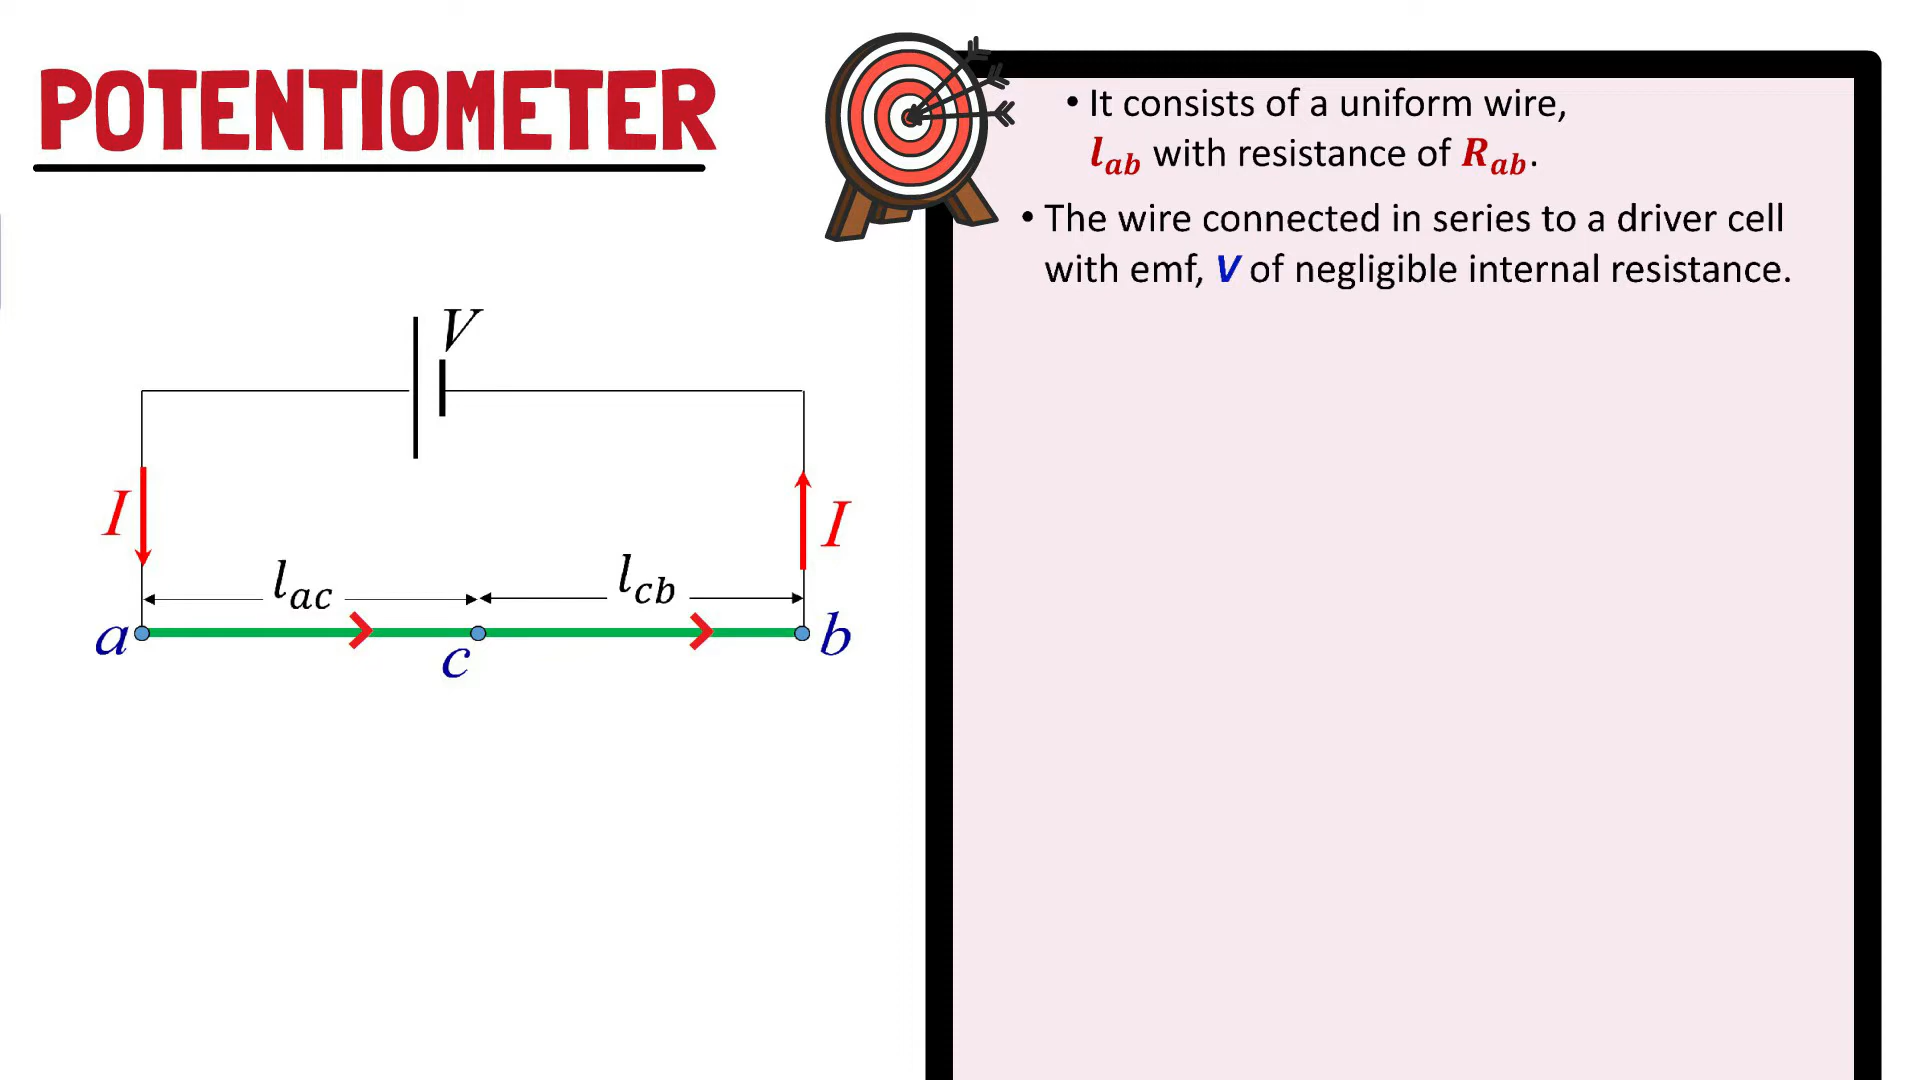 POTENTIOMETER
• It consists of a uniform wire,
l_ab with resistance of R_ab.
• The wire connected in series to a driver cell
with emf, V of negligible internal resistance.
V
I
I
l_ac
l_cb
a
c
b